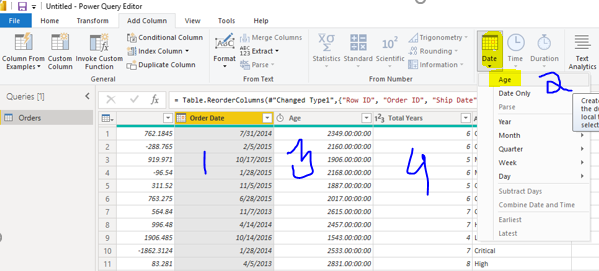 Untitled - Power Query Editor
File Home Transform Add Column View Tools Help
Column From Examples Custom Column Invoke Custom Function
Conditional Column
Index Column
Duplicate Column
General
Format
Merge Columns
ABC 123 Extract
Parse
From Text
Statistics Standard Scientific
Trigonometry
Rounding
Information
From Number
Date Time Duration
Text Analytics
Age
Date Only
Parse
Year
Month
Quarter
Week
Day
Subtract Days
Combine Date and Time
Earliest
Latest
2
Create
the d
local t
select
Queries [1]
Orders
= Table.ReorderColumns(#"Changed Type1",{"Row ID", "Order ID", "Ship Date"
Order Date Age 1²3 Total Years
1 762.1845 7/31/2014 2349.00:00:00 6
2 -288.765 2/5/2015 2160.00:00:00 6
3 919.971 10/17/2015 1906.00:00:00 5
4 -96.54 1/28/2015 2168.00:00:00 6
5 311.52 11/5/2015 1887.00:00:00 5
6 763.275 6/28/2015 2017.00:00:00 6
7 564.84 11/7/2013 2615.00:00:00 7
8 996.48 4/14/2014 2457.00:00:00 7
9 1906.485 10/14/2016 1543.00:00:00 4
10 -1862.3124 1/28/2014 2533.00:00:00 7 Critical
11 83.281 4/5/2013 2831.00:00:00 8 High
1 3 4